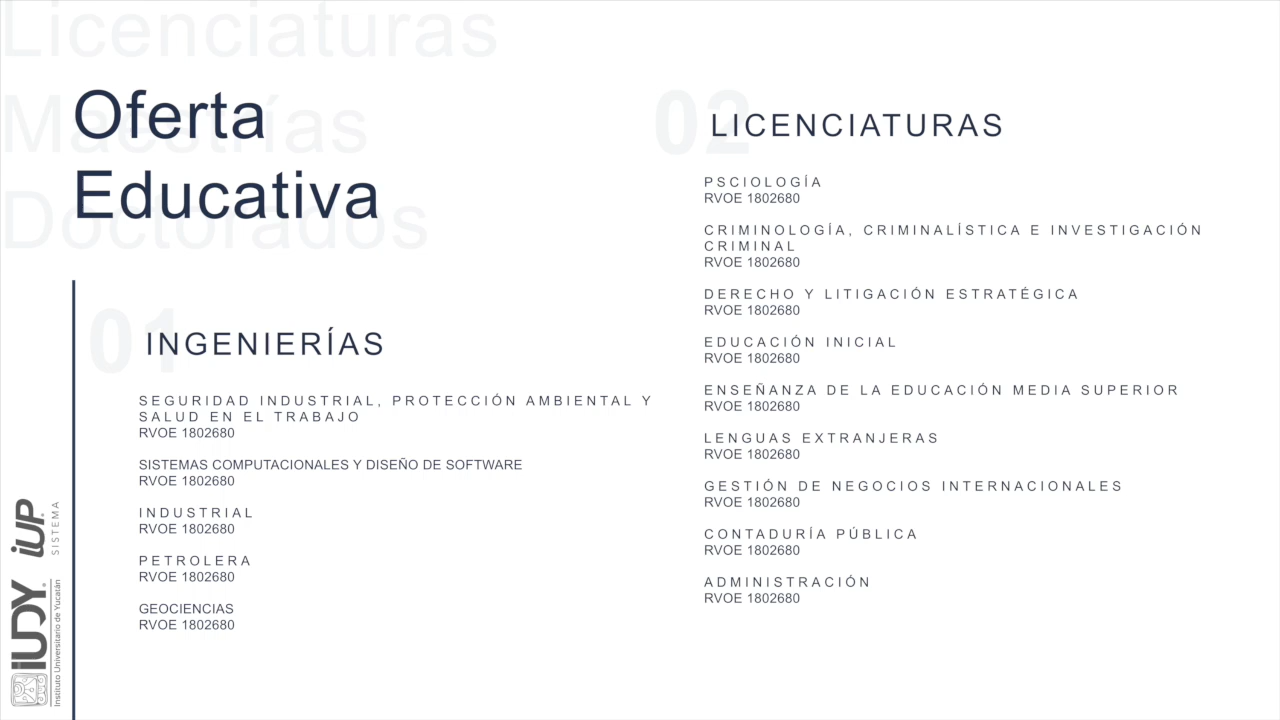 Licenciaturas
Maestrías
Doctorados
Oferta
Educativa
01
INGENIERÍAS
SEGURIDAD INDUSTRIAL, PROTECCIÓN AMBIENTAL Y
SALUD EN EL TRABAJO
RVOE 1802680
SISTEMAS COMPUTACIONALES Y DISEÑO DE SOFTWARE
RVOE 1802680
INDUSTRIAL
RVOE 1802680
PETROLERA
RVOE 1802680
GEOCIENCIAS
RVOE 1802680
02
LICENCIATURAS
PSCIOLOGÍA
RVOE 1802680
CRIMINOLOGÍA, CRIMINALÍSTICA E INVESTIGACIÓN
CRIMINAL
RVOE 1802680
DERECHO Y LITIGACIÓN ESTRATÉGICA
RVOE 1802680
EDUCACIÓN INICIAL
RVOE 1802680
ENSEÑANZA DE LA EDUCACIÓN MEDIA SUPERIOR
RVOE 1802680
LENGUAS EXTRANJERAS
RVOE 1802680
GESTIÓN DE NEGOCIOS INTERNACIONALES
RVOE 1802680
CONTADURÍA PÚBLICA
RVOE 1802680
ADMINISTRACIÓN
RVOE 1802680
iUP.
SISTEMA
iUDY
Instituto Universitario de Yucatán